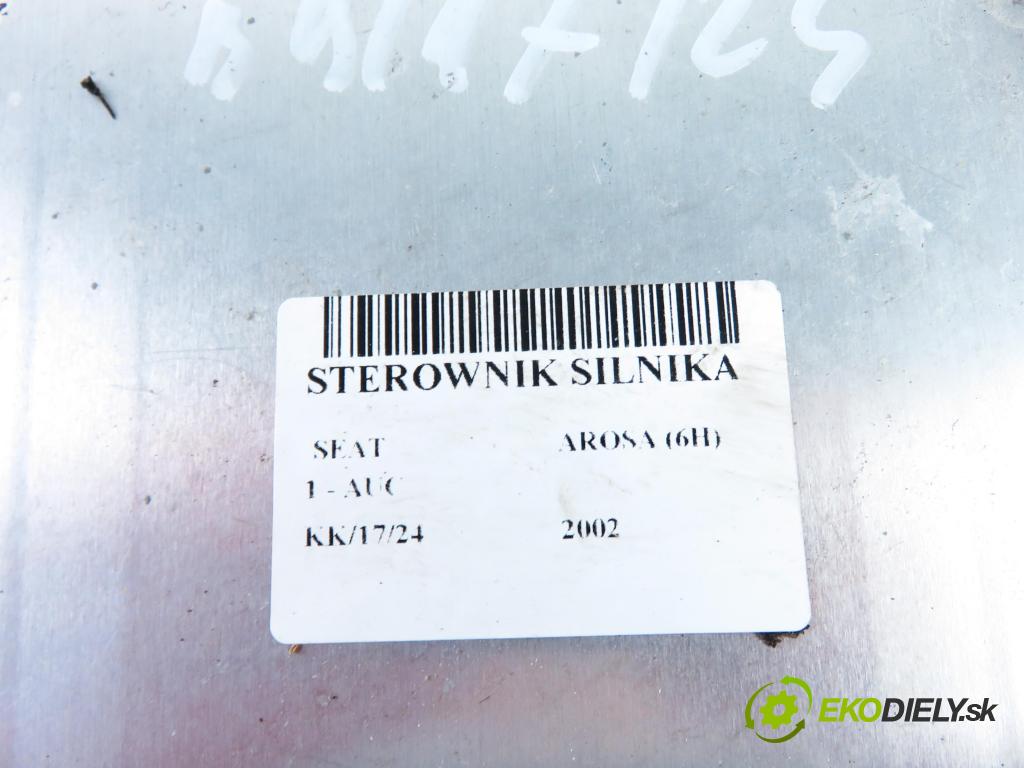 STEROWNIK SILNIKA
SEAT AROSA (6H)
1 - AUC
KK/17/24 2002
EKODIELY.sk